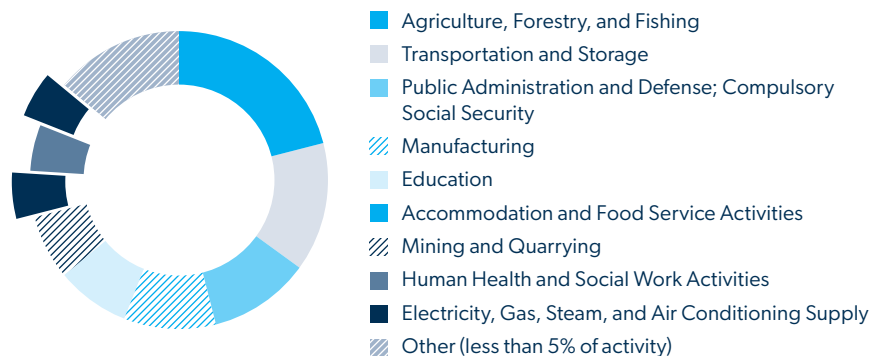 Agriculture, Forestry, and Fishing
Transportation and Storage
Public Administration and Defense; Compulsory
Social Security
Manufacturing
Education
Accommodation and Food Service Activities
Mining and Quarrying
Human Health and Social Work Activities
Electricity, Gas, Steam, and Air Conditioning Supply
Other (less than 5% of activity)